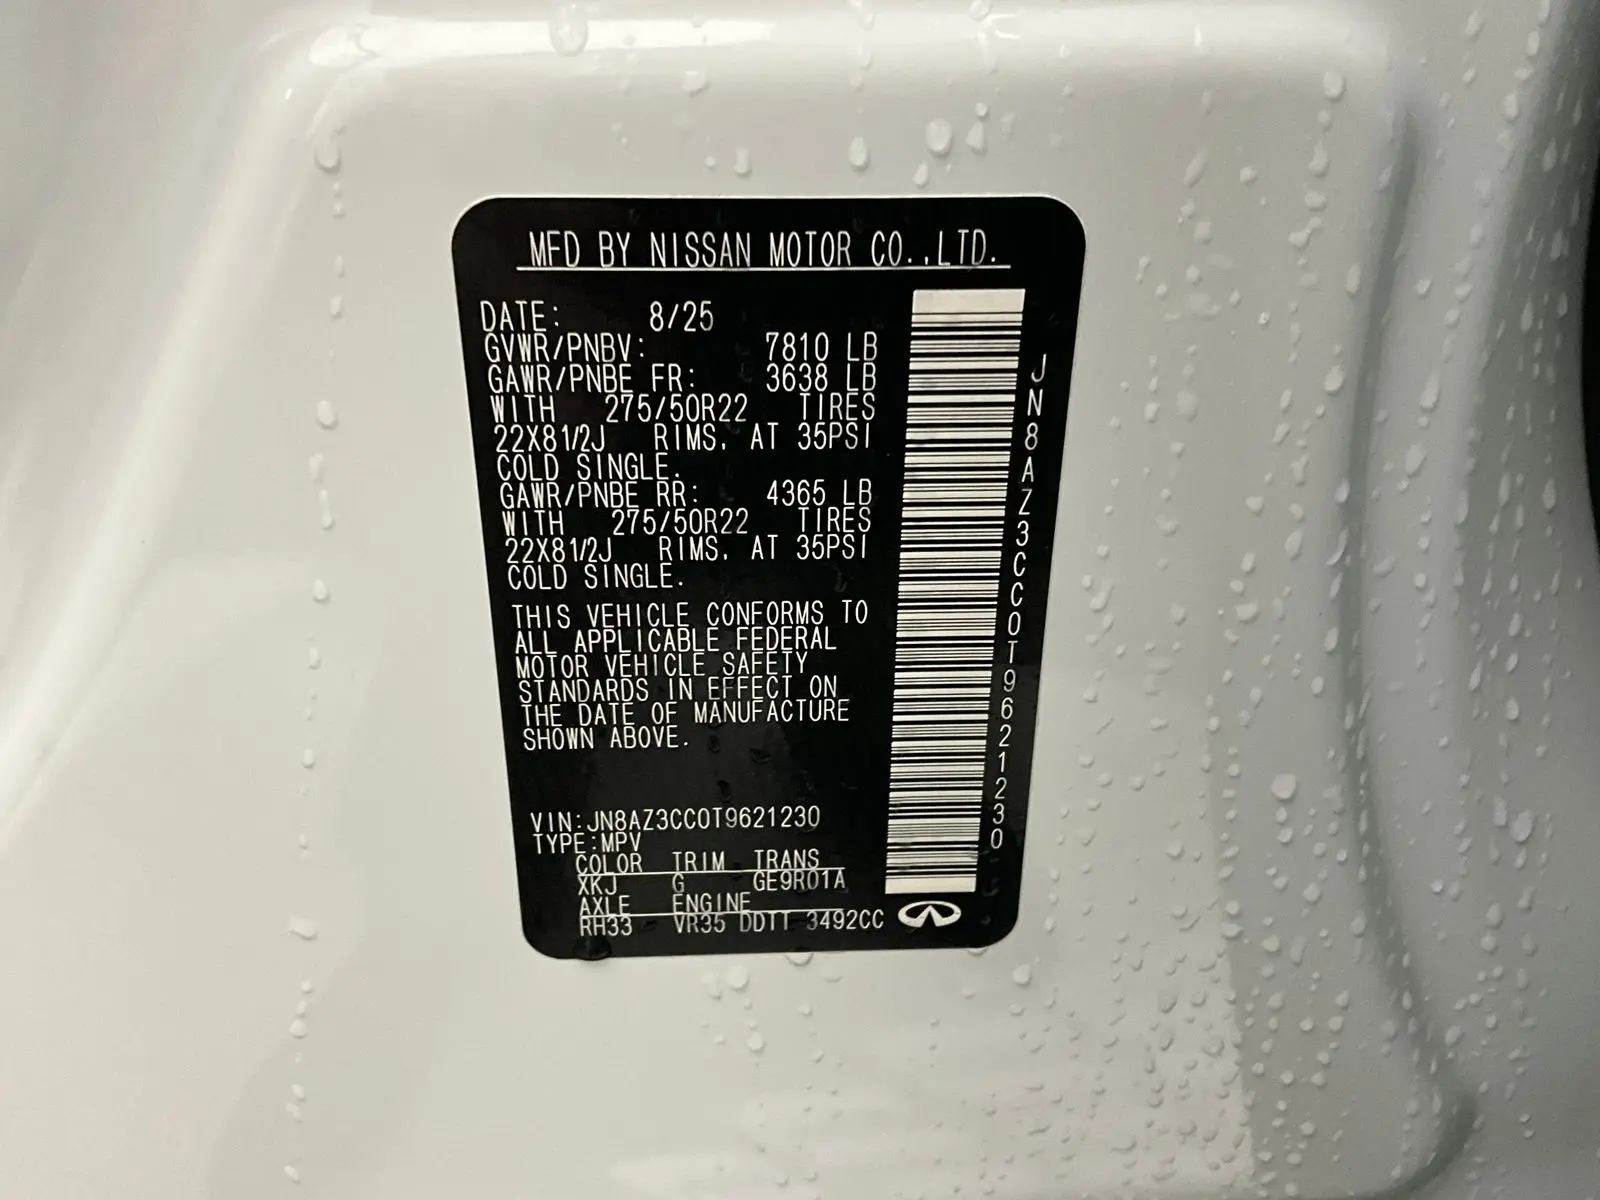 MFD BY NISSAN MOTOR CO.,LTD.
DATE: 8/25
GVWR/PNBV: 7810 LB
GAWR/PNBE FR: 3638 LB
WITH 275/50R22 TIRES
22X81/2J RIMS, AT 35PSI
COLD SINGLE.
GAWR/PNBE RR: 4365 LB
WITH 275/50R22 TIRES
22X81/2J RIMS, AT 35PSI
COLD SINGLE.
THIS VEHICLE CONFORMS TO
ALL APPLICABLE FEDERAL
MOTOR VEHICLE SAFETY
STANDARDS IN EFFECT ON
THE DATE OF MANUFACTURE
SHOWN ABOVE.
VIN:JN8AZ3CC0T9621230
TYPE:MPV
COLOR TRIM TRANS
XKJ G GE9R01A
AXLE ENGINE
RH33 VR35 DDTT 3492CC
JN8AZ3CC0T9621230